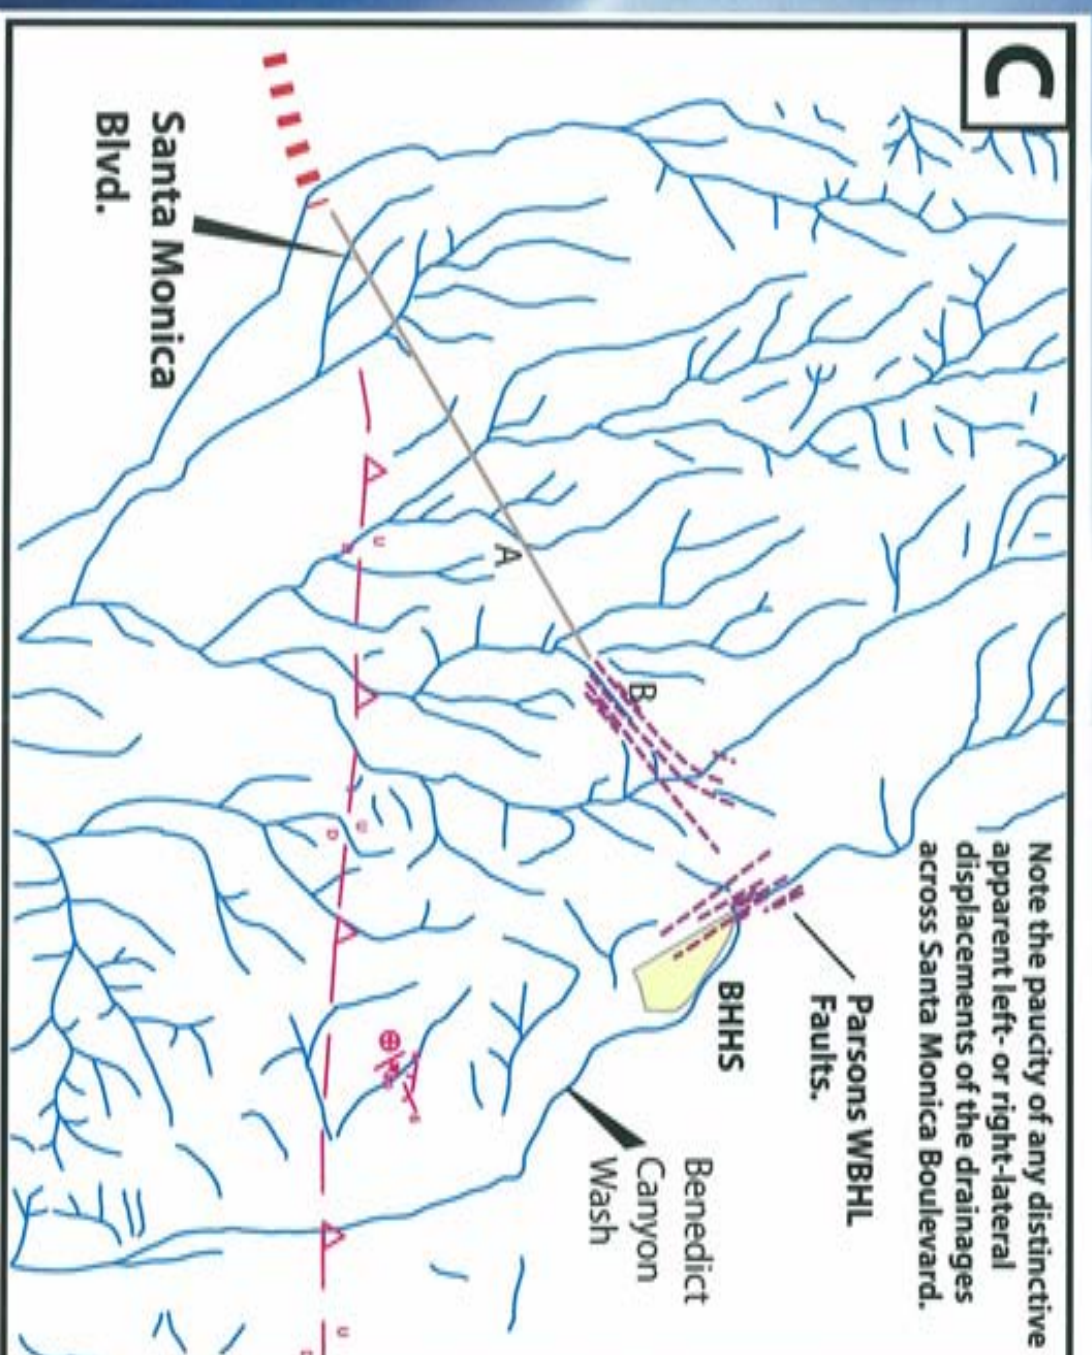 C
Note the paucity of any distinctive
apparent left- or right-lateral
displacements of the drainages
across Santa Monica Boulevard.
Parsons WBHL
Faults.
BHHS
Benedict
Canyon
Wash
B
A
Santa Monica
Blvd.
U
D
U
D
U